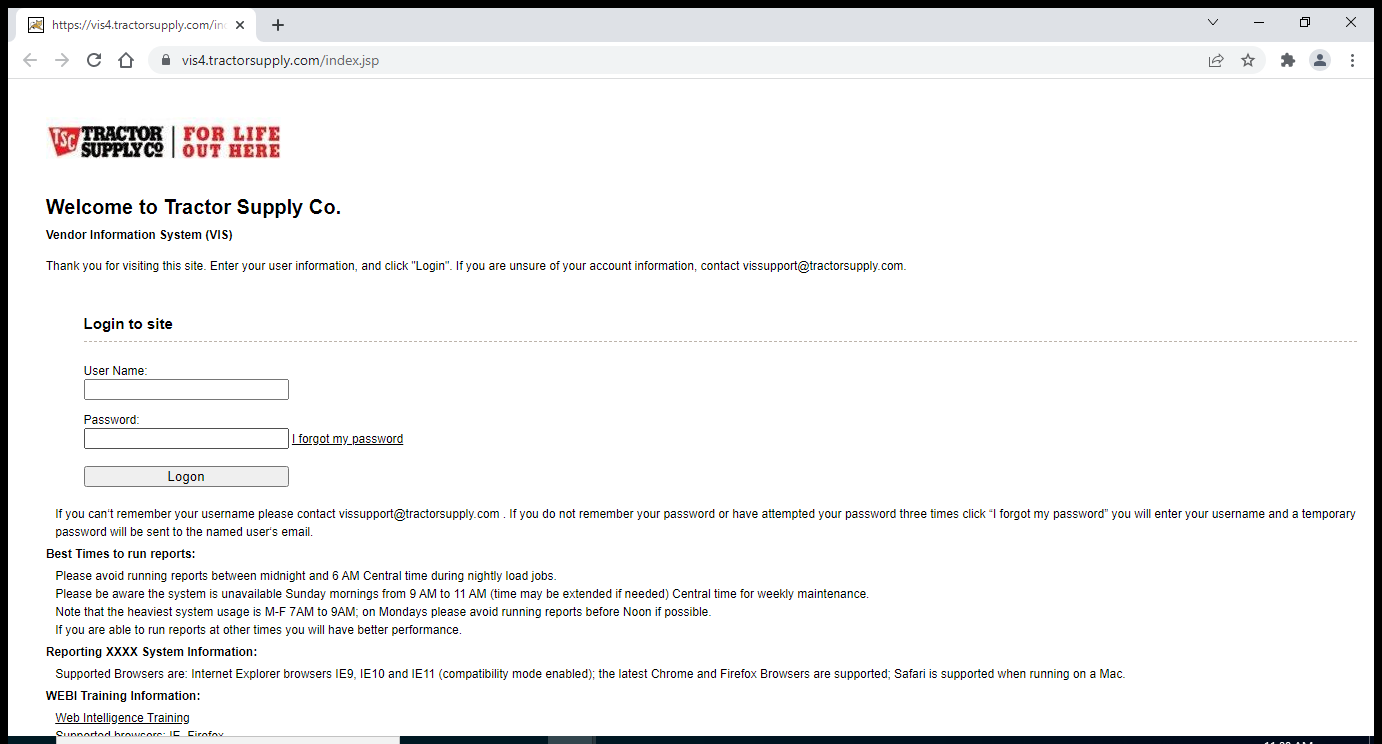 https://vis4.tractorsupply.com/in
vis4.tractorsupply.com/index.jsp
TSC TRACTOR SUPPLY CO FOR LIFE OUT HERE
Welcome to Tractor Supply Co.
Vendor Information System (VIS)
Thank you for visiting this site. Enter your user information, and click "Login". If you are unsure of your account information, contact vissupport@tractorsupply.com.
Login to site
User Name:
Password:
I forgot my password
Logon
If you can't remember your username please contact vissupport@tractorsupply.com . If you do not remember your password or have attempted your password three times click “I forgot my password” you will enter your username and a temporary
password will be sent to the named user's email.
Best Times to run reports:
Please avoid running reports between midnight and 6 AM Central time during nightly load jobs.
Please be aware the system is unavailable Sunday mornings from 9 AM to 11 AM (time may be extended if needed) Central time for weekly maintenance.
Note that the heaviest system usage is M-F 7AM to 9AM; on Mondays please avoid running reports before Noon if possible.
If you are able to run reports at other times you will have better performance.
Reporting XXXX System Information:
Supported Browsers are: Internet Explorer browsers IE9, IE10 and IE11 (compatibility mode enabled); the latest Chrome and Firefox Browsers are supported; Safari is supported when running on a Mac.
WEBI Training Information:
Web Intelligence Training
Supported browsers: IE, Firefox